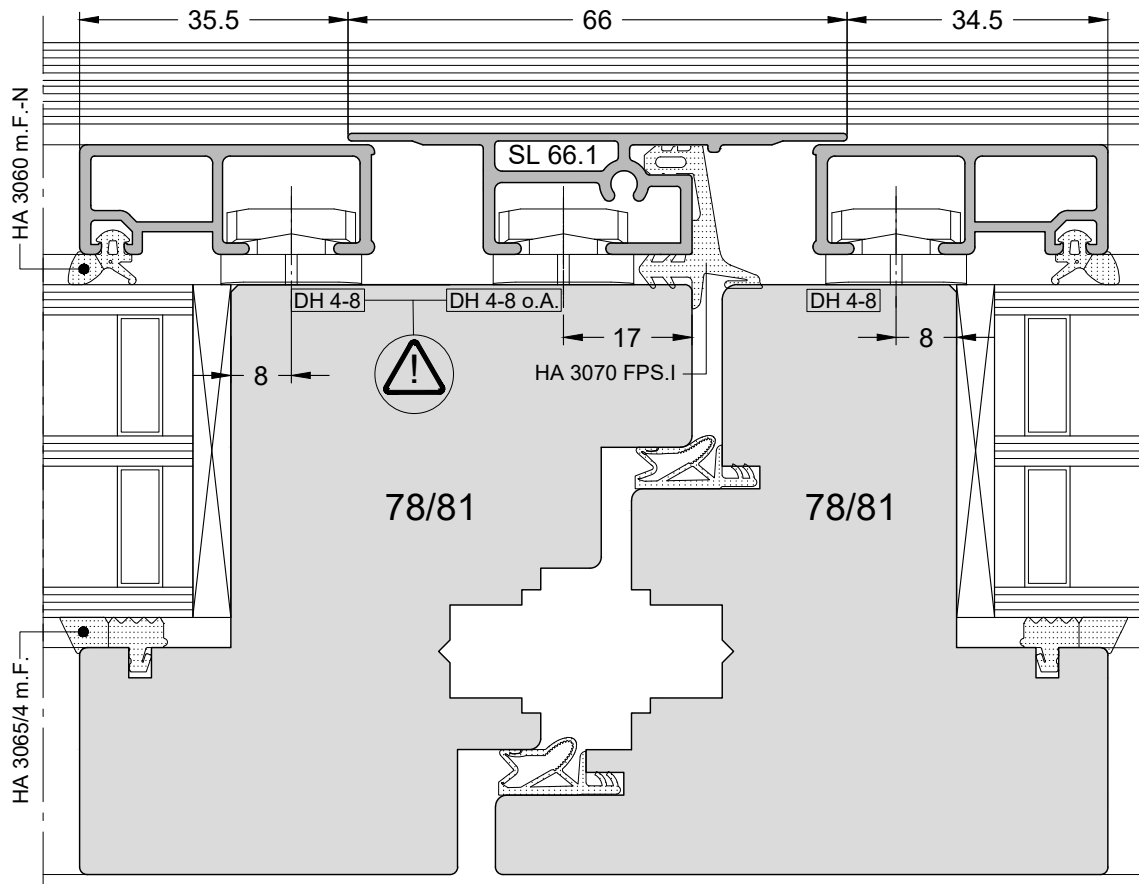 35.5
66
34.5
HA 3060 m.F.-N
SL 66.1
DH 4-8
DH 4-8 o.A.
DH 4-8
17
8
8
!
HA 3070 FPS.I
78/81
78/81
HA 3065/4 m.F.